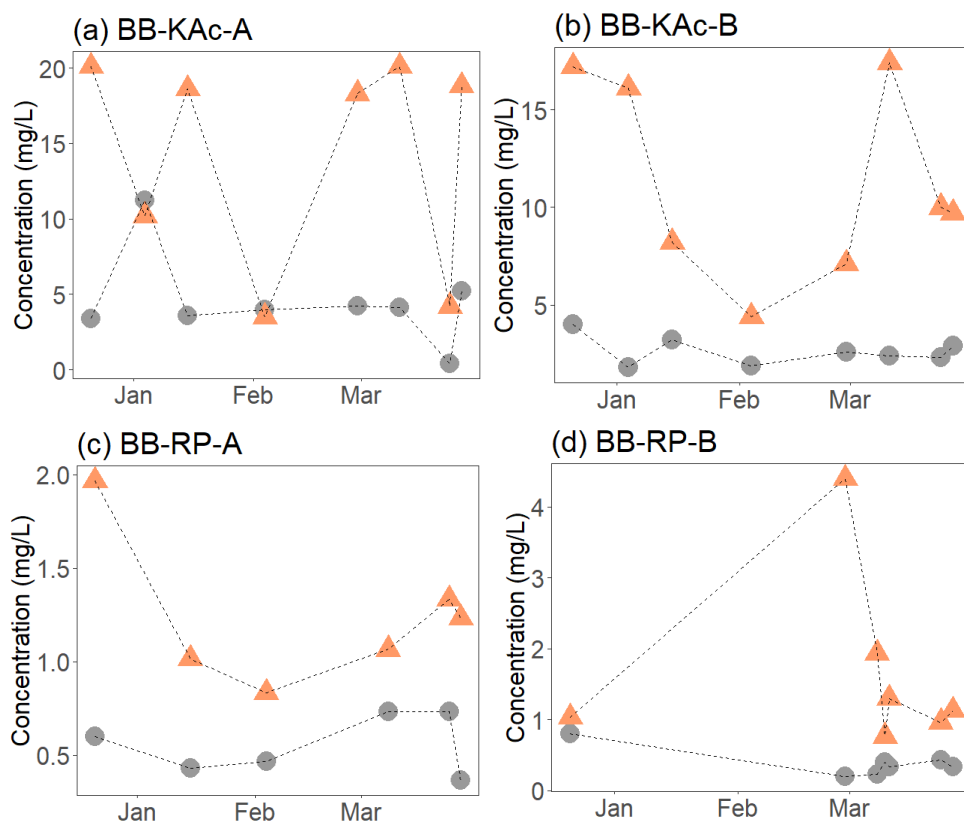 (a) BB-KAc-A
Concentration (mg/L)
20
15
10
5
0
Jan Feb Mar
(b) BB-KAc-B
Concentration (mg/L)
15
10
5
Jan Feb Mar
(c) BB-RP-A
Concentration (mg/L)
2.0
1.5
1.0
0.5
Jan Feb Mar
(d) BB-RP-B
Concentration (mg/L)
4
3
2
1
0
Jan Feb Mar